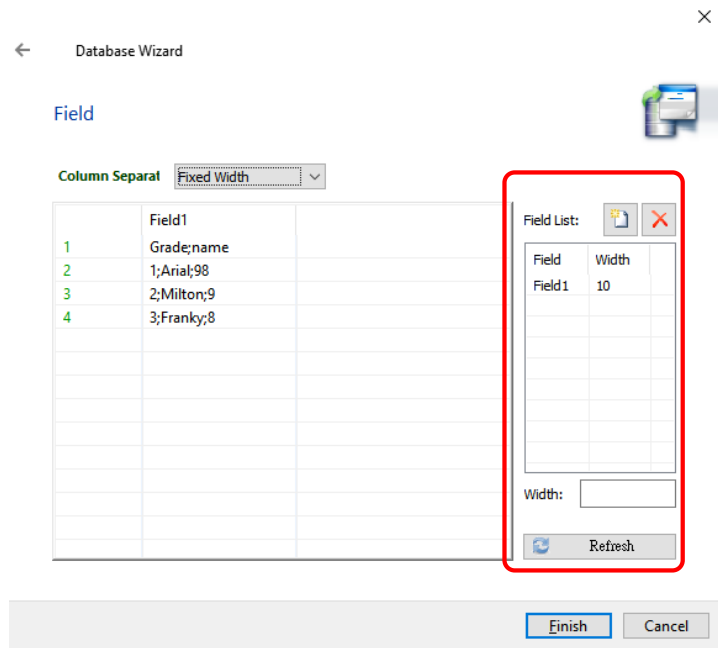 Database Wizard
Field
Column Separat Fixed Width
Field1
1 Grade;name
2 1;Arial;98
3 2;Milton;9
4 3;Franky;8
Field List:
Field Width
Field1 10
Width:
Refresh
Finish Cancel